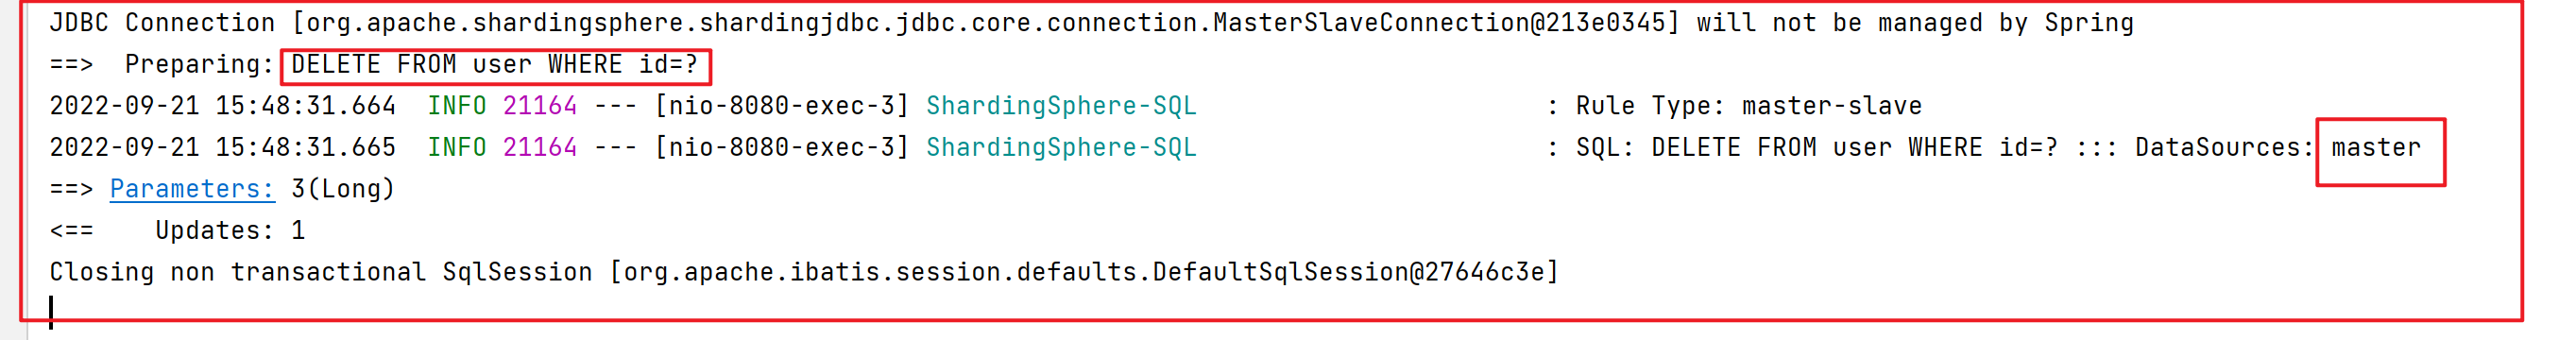 JDBC Connection [org.apache.shardingsphere.shardingjdbc.jdbc.core.connection.MasterSlaveConnection@213e0345] will not be managed by Spring
==>  Preparing: DELETE FROM user WHERE id=?
2022-09-21 15:48:31.664  INFO 21164 --- [nio-8080-exec-3] ShardingSphere-SQL                       : Rule Type: master-slave
2022-09-21 15:48:31.665  INFO 21164 --- [nio-8080-exec-3] ShardingSphere-SQL                       : SQL: DELETE FROM user WHERE id=? ::: DataSources: master
==> Parameters: 3(Long)
<==    Updates: 1
Closing non transactional SqlSession [org.apache.ibatis.session.defaults.DefaultSqlSession@27646c3e]